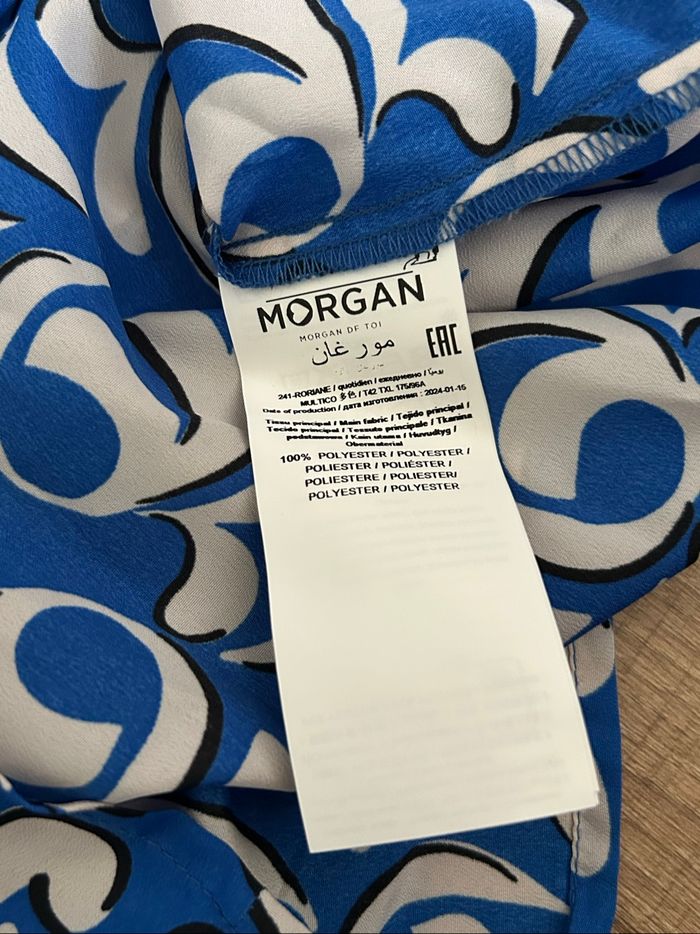 MORGAN
MORGAN DE TOI
مورغان
EAC
241-RORIANE / quotidien / ежедневно / يوميا
MULTICO 多色 / T42 TXL 175/96A
Date of production / дата изготовления : 2024-01-15
Tissu principal / Main fabric / Tejido principal /
Tecido principal / Tessuto principale / Tkanina
podstawowa / Kain utama / Huvudtyg /
Obermaterial
100% POLYESTER / POLYESTER /
POLIESTER / POLIÉSTER /
POLIESTERE / POLIESTER/
POLYESTER / POLYESTER